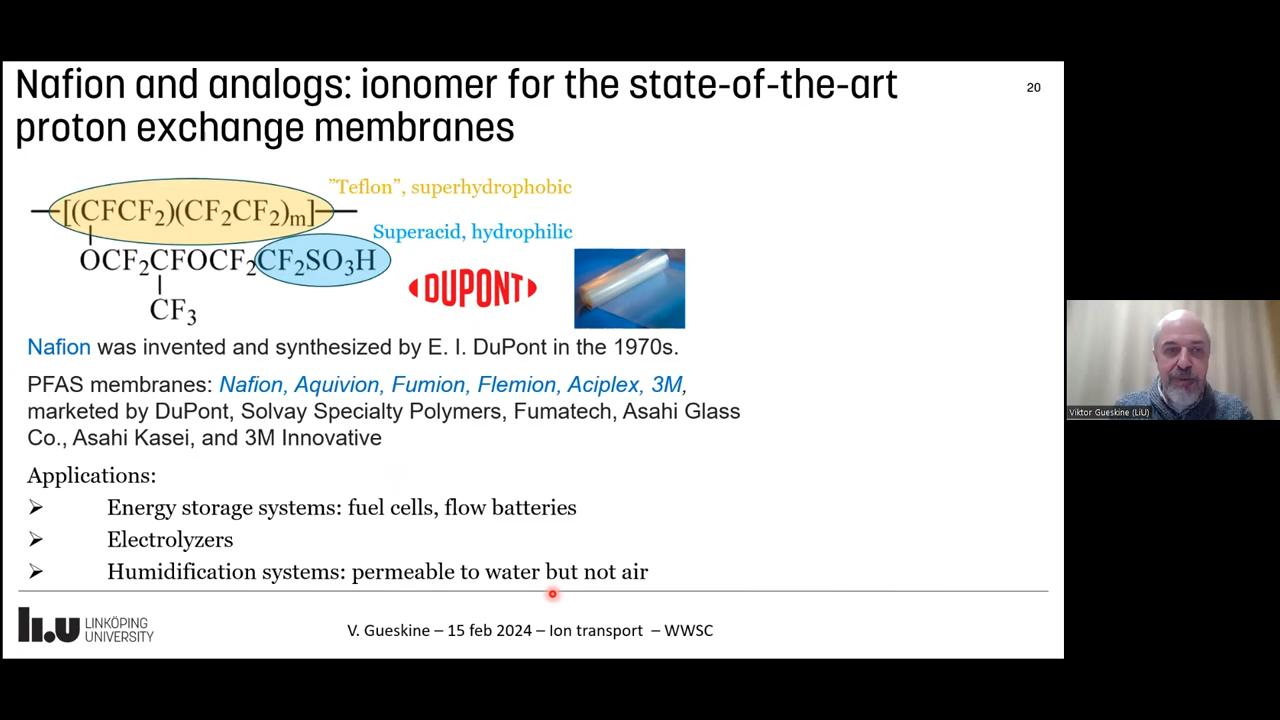 Nafion and analogs: ionomer for the state-of-the-art
proton exchange membranes
20
"Teflon", superhydrophobic
[(CFCF₂)(CF₂CF₂)ₘ]
Superacid, hydrophilic
OCF₂CFOCF₂CF₂SO₃H
CF₃
DUPONT
Nafion was invented and synthesized by E. I. DuPont in the 1970s.
PFAS membranes: Nafion, Aquivion, Fumion, Flemion, Aciplex, 3M,
marketed by DuPont, Solvay Specialty Polymers, Fumatech, Asahi Glass
Co., Asahi Kasei, and 3M Innovative
Applications:
➢ Energy storage systems: fuel cells, flow batteries
➢ Electrolyzers
➢ Humidification systems: permeable to water but not air
LiU LINKÖPING
UNIVERSITY
V. Gueskine – 15 feb 2024 – Ion transport – WWSC
Viktor Gueskine (LiU)